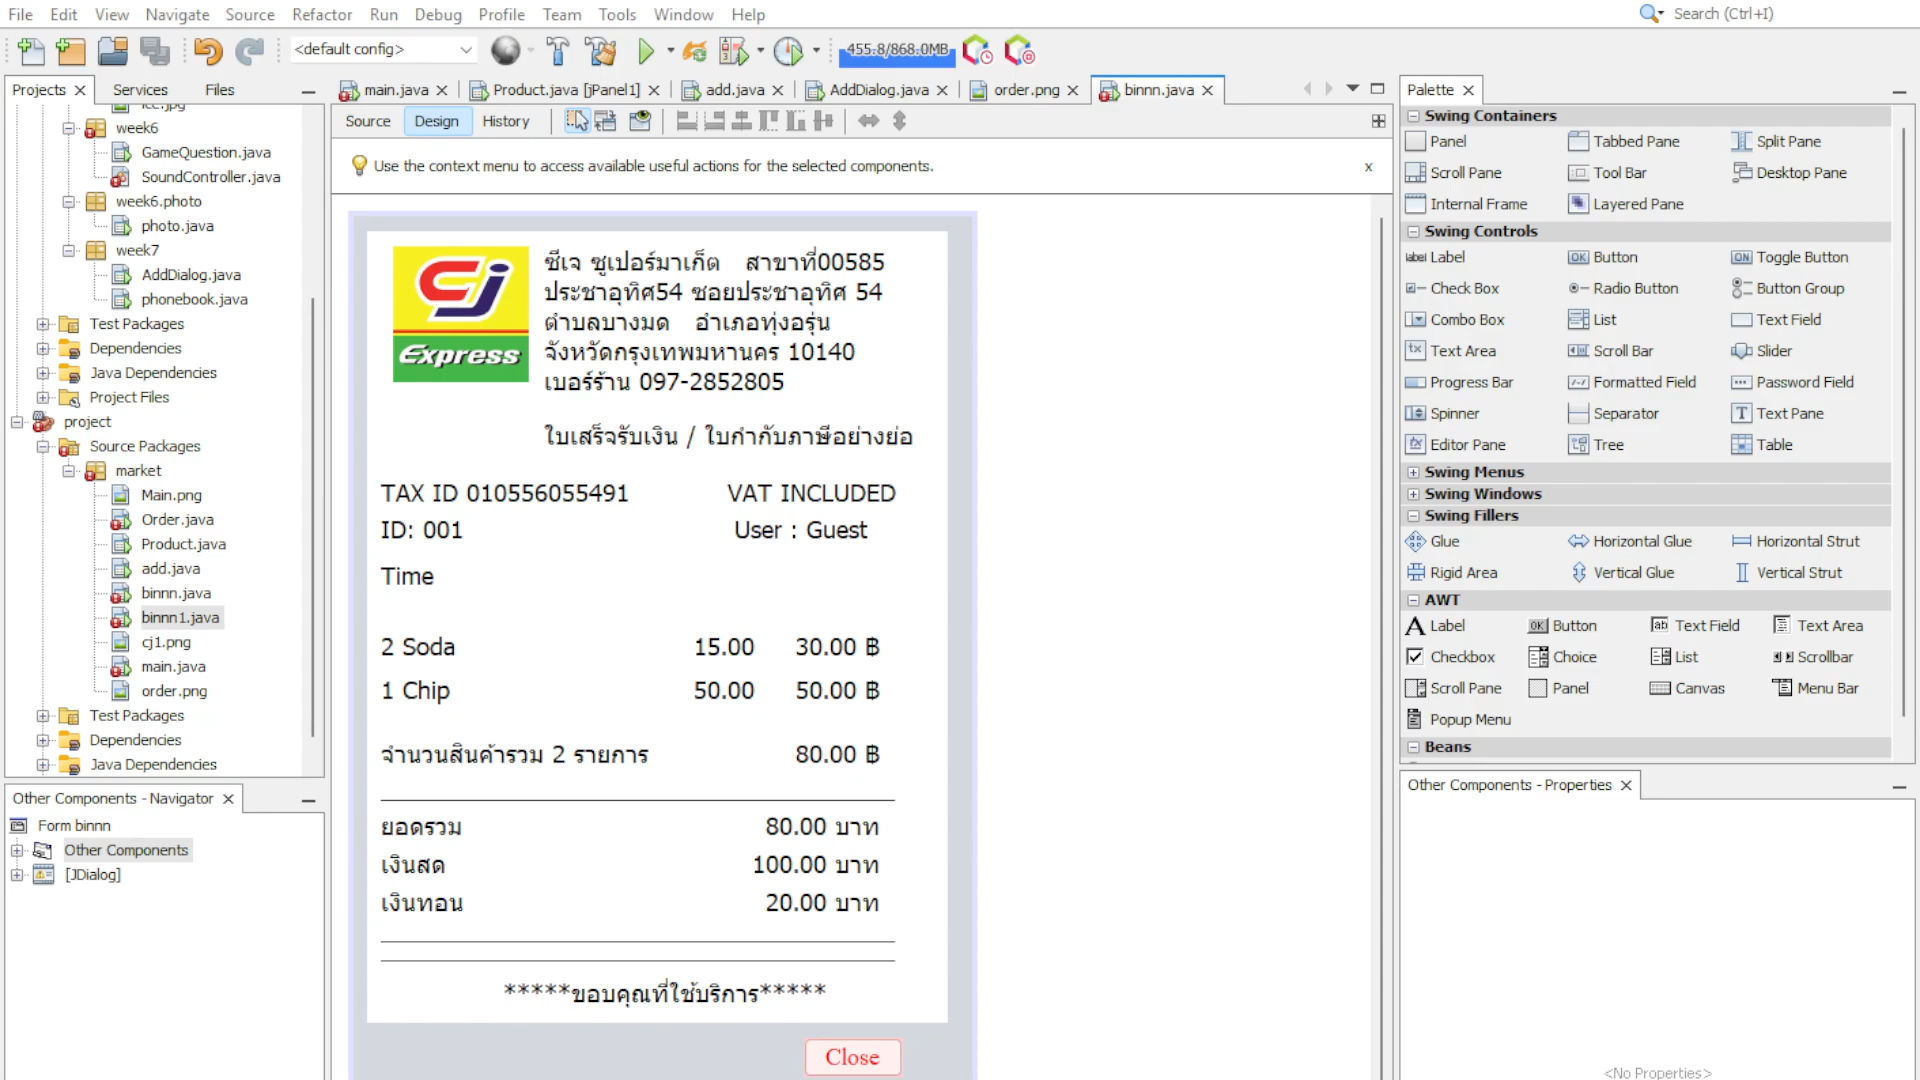 File Edit View Navigate Source Refactor Run Debug Profile Team Tools Window Help
Search (Ctrl+I)
<default config>
455.8/868.0MB
Projects Services Files
main.java Product.java [JPanel1] add.java AddDialog.java order.png binnn.java
Palette
Source Design History
Use the context menu to access available useful actions for the selected components.
week6
GameQuestion.java
SoundController.java
week6.photo
photo.java
week7
AddDialog.java
phonebook.java
Test Packages
Dependencies
Java Dependencies
Project Files
project
Source Packages
market
Main.png
Order.java
Product.java
add.java
binnn.java
binnn1.java
cj1.png
main.java
order.png
Test Packages
Dependencies
Java Dependencies
Other Components - Navigator
Form binnn
Other Components
[JDialog]
CJ
Express
ซีเจ ซูเปอร์มาเก็ต สาขาที่00585
ประชาอุทิศ54 ซอยประชาอุทิศ 54
ตำบลบางมด อำเภอทุ่งอรุ่น
จังหวัดกรุงเทพมหานคร 10140
เบอร์ร้าน 097-2852805
ใบเสร็จรับเงิน / ใบกำกับภาษีอย่างย่อ
TAX ID 010556055491 VAT INCLUDED
ID: 001 User : Guest
Time
2 Soda 15.00 30.00 ฿
1 Chip 50.00 50.00 ฿
จำนวนสินค้ารวม 2 รายการ 80.00 ฿
ยอดรวม 80.00 บาท
เงินสด 100.00 บาท
เงินทอน 20.00 บาท
*****ขอบคุณที่ใช้บริการ*****
Close
Swing Containers
Panel Tabbed Pane Split Pane
Scroll Pane Tool Bar Desktop Pane
Internal Frame Layered Pane
Swing Controls
Label Button Toggle Button
Check Box Radio Button Button Group
Combo Box List Text Field
Text Area Scroll Bar Slider
Progress Bar Formatted Field Password Field
Spinner Separator Text Pane
Editor Pane Tree Table
Swing Menus
Swing Windows
Swing Fillers
Glue Horizontal Glue Horizontal Strut
Rigid Area Vertical Glue Vertical Strut
AWT
Label Button Text Field Text Area
Checkbox Choice List Scrollbar
Scroll Pane Panel Canvas Menu Bar
Popup Menu
Beans
Other Components - Properties
<No Properties>